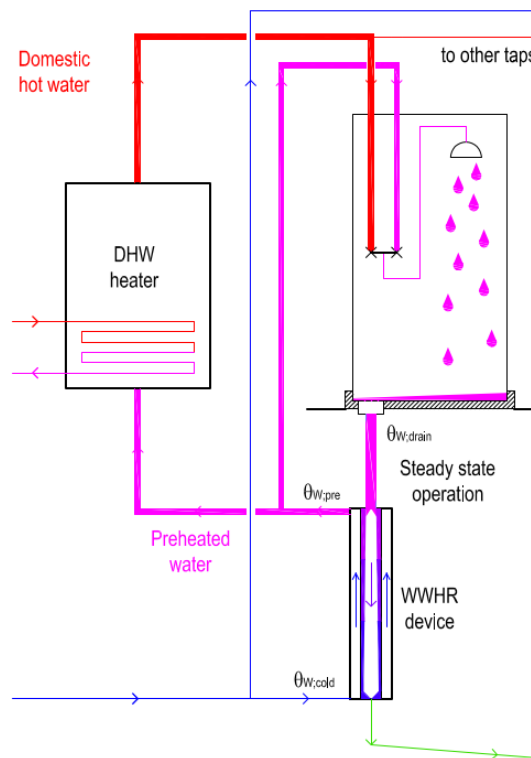 Domestic
hot water
to other taps
DHW
heater
θW;drain
Steady state
operation
θW;pre
Preheated
water
WWHR
device
θW;cold